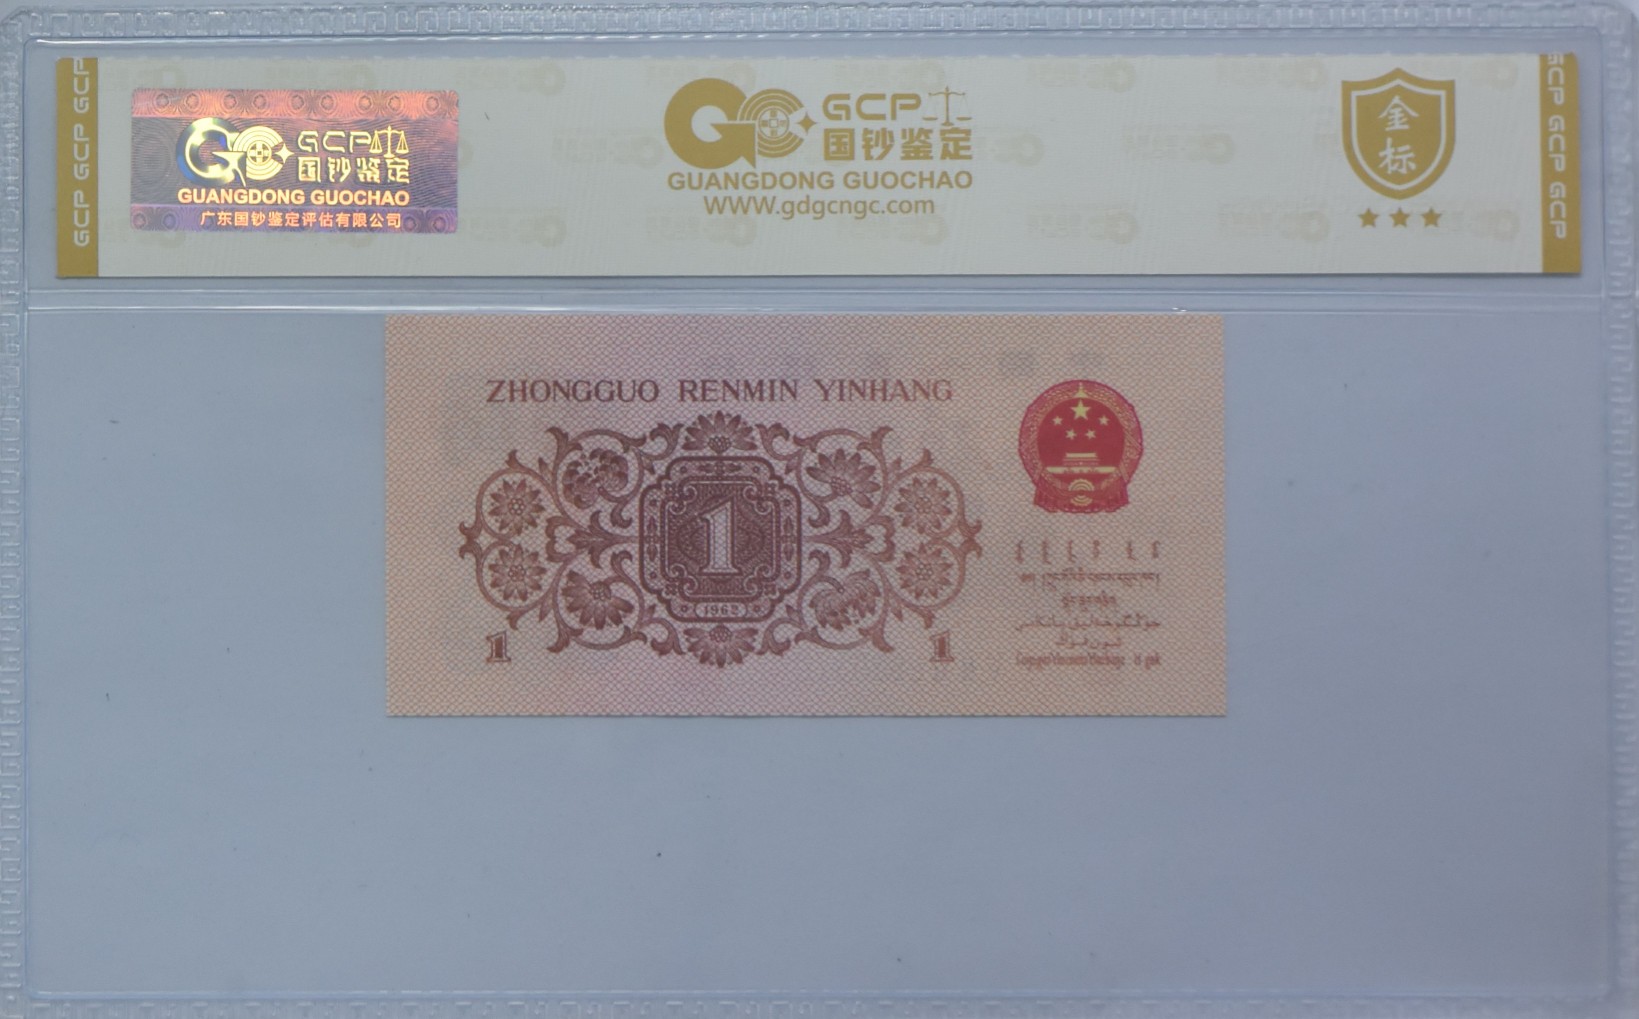 GCP GCP GCP
GCP
国钞鉴定
GUANGDONG GUOCHAO
广东国钞鉴定评估有限公司
GCP
国钞鉴定
GUANGDONG GUOCHAO
WWW.gdgcngc.com
金
标
GCP GCP GCP
ZHONGGUO RENMIN YINHANG
1
1962
1
1